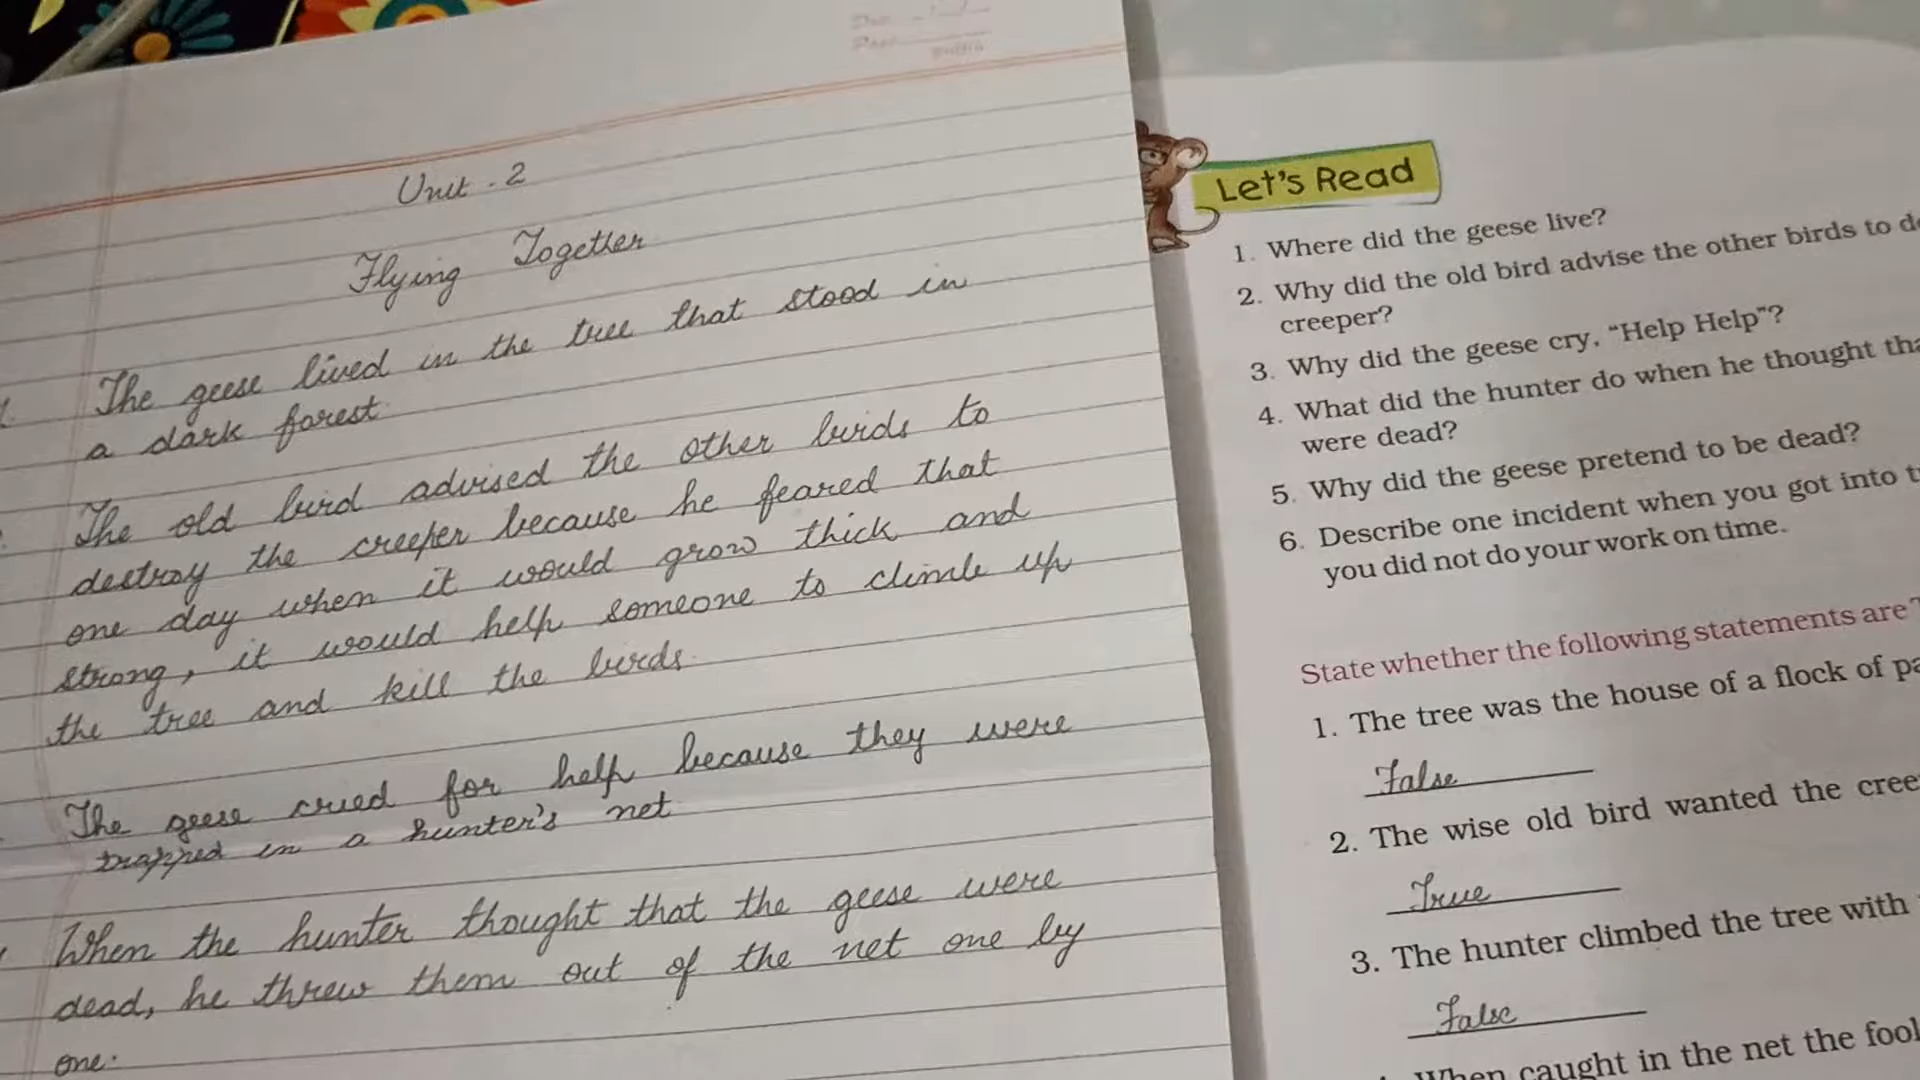 Unit - 2
Flying Together
The geese lived in the tree that stood in
a dark forest.
The old bird advised the other birds to
destroy the creeper because he feared that
one day when it would grow thick and
strong, it would help someone to climb up
the tree and kill the birds.
The geese cried for help because they were
trapped in a hunter's net
When the hunter thought that the geese were
dead, he threw them out of the net one by
one.
Let's Read
1. Where did the geese live?
2. Why did the old bird advise the other birds to
creeper?
3. Why did the geese cry, "Help Help"?
4. What did the hunter do when he thought
were dead?
5. Why did the geese pretend to be dead?
6. Describe one incident when you got into
you did not do your work on time.
State whether the following statements are
1. The tree was the house of a flock of
False
2. The wise old bird wanted the
True
3. The hunter climbed the tree with
False
When caught in the net the